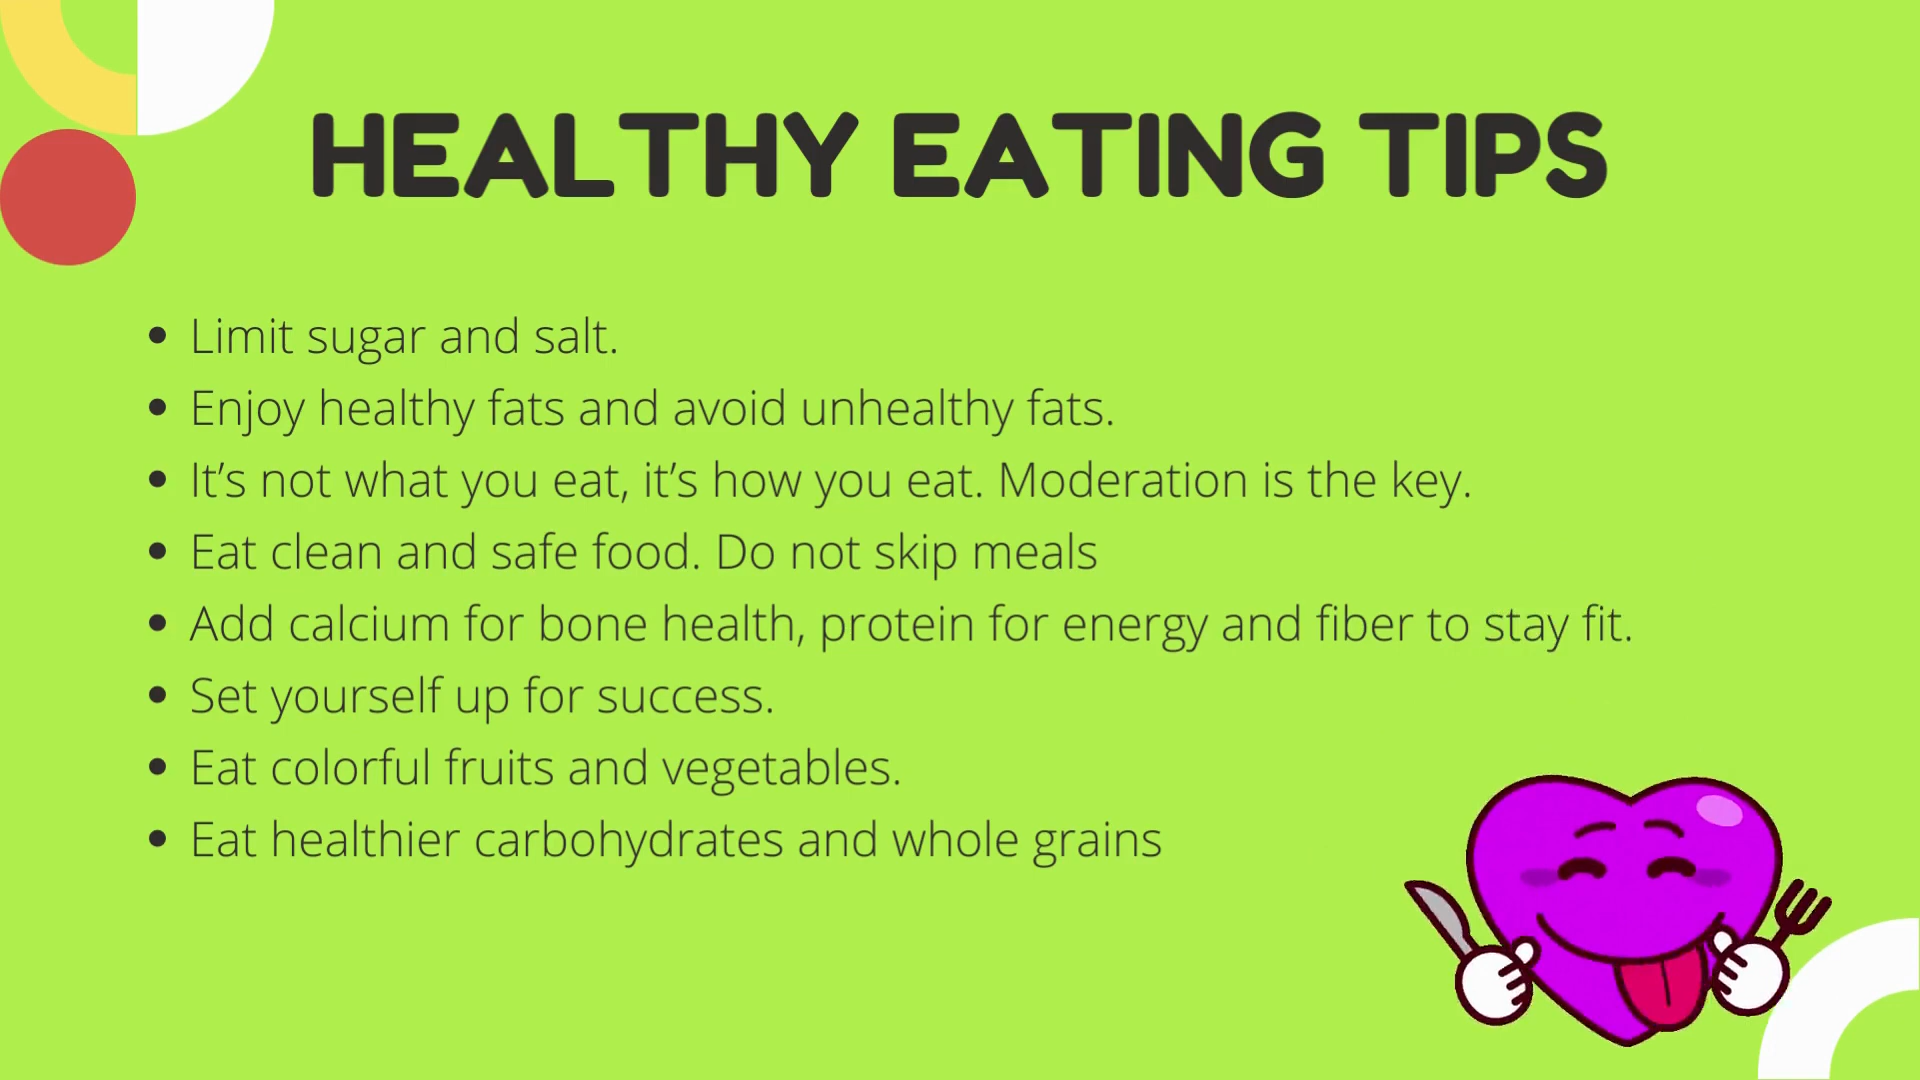 HEALTHY EATING TIPS
• Limit sugar and salt.
• Enjoy healthy fats and avoid unhealthy fats.
• It’s not what you eat, it’s how you eat. Moderation is the key.
• Eat clean and safe food. Do not skip meals
• Add calcium for bone health, protein for energy and fiber to stay fit.
• Set yourself up for success.
• Eat colorful fruits and vegetables.
• Eat healthier carbohydrates and whole grains